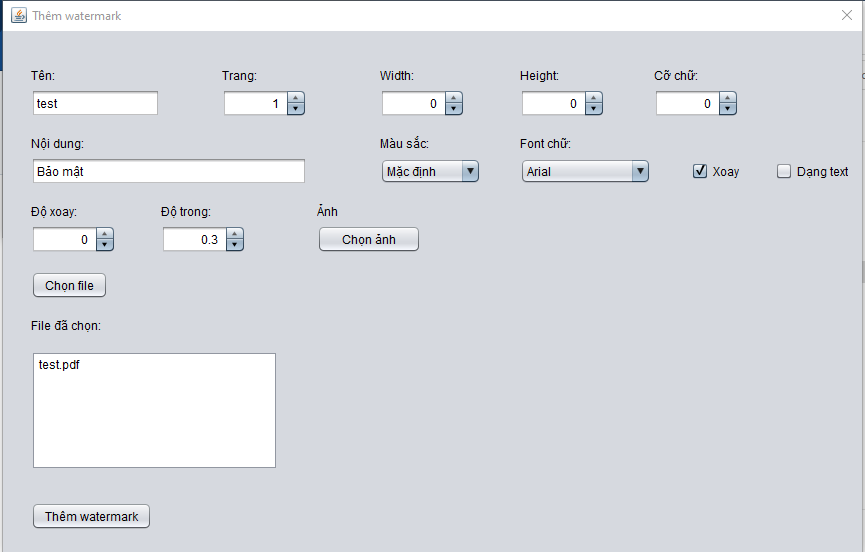 Thêm watermark
Tên: Trang: Width: Height: Cỡ chữ:
test 1 0 0 0
Nội dung: Màu sắc: Font chữ:
Bảo mật Mặc định Arial Xoay Dạng text
Độ xoay: Độ trong: Ảnh
0 0.3 Chọn ảnh
Chọn file
File đã chọn:
test.pdf
Thêm watermark